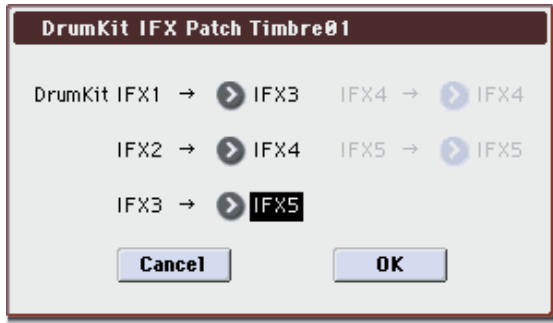 DrumKit IFX Patch Timbre01
DrumKit IFX1 → IFX3 IFX4 → IFX4
IFX2 → IFX4 IFX5 → IFX5
IFX3 → IFX5
Cancel OK